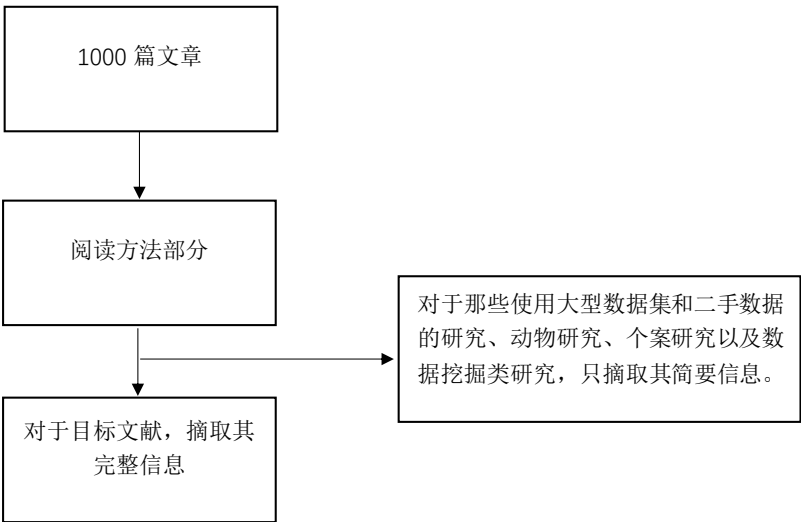 1000 篇文章
阅读方法部分
对于那些使用大型数据集和二手数据
的研究、动物研究、个案研究以及数
据挖掘类研究，只摘取其简要信息。
对于目标文献，摘取其
完整信息